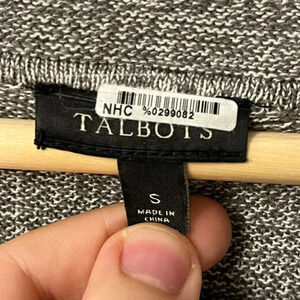 NHC %0299082
TALBOTS
S
MADE IN
CHINA